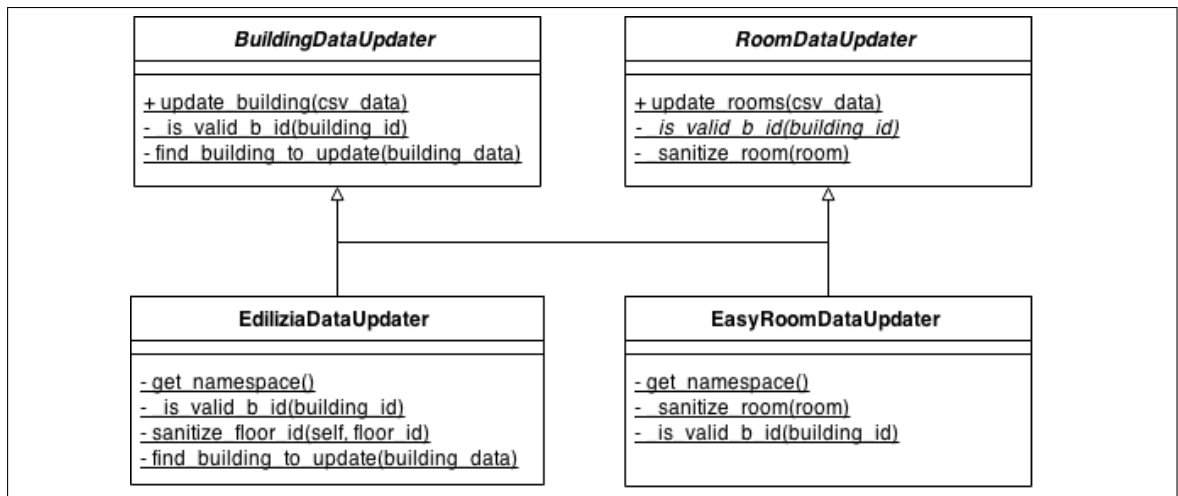 BuildingDataUpdater
+ update_building(csv_data)
- _is_valid_b_id(building_id)
- find_building_to_update(building_data)
RoomDataUpdater
+ update_rooms(csv_data)
- _is_valid_b_id(building_id)
- _sanitize_room(room)
EdiliziaDataUpdater
- get_namespace()
- _is_valid_b_id(building_id)
- sanitize_floor_id(self, floor_id)
- find_building_to_update(building_data)
EasyRoomDataUpdater
- get_namespace()
- _sanitize_room(room)
- _is_valid_b_id(building_id)